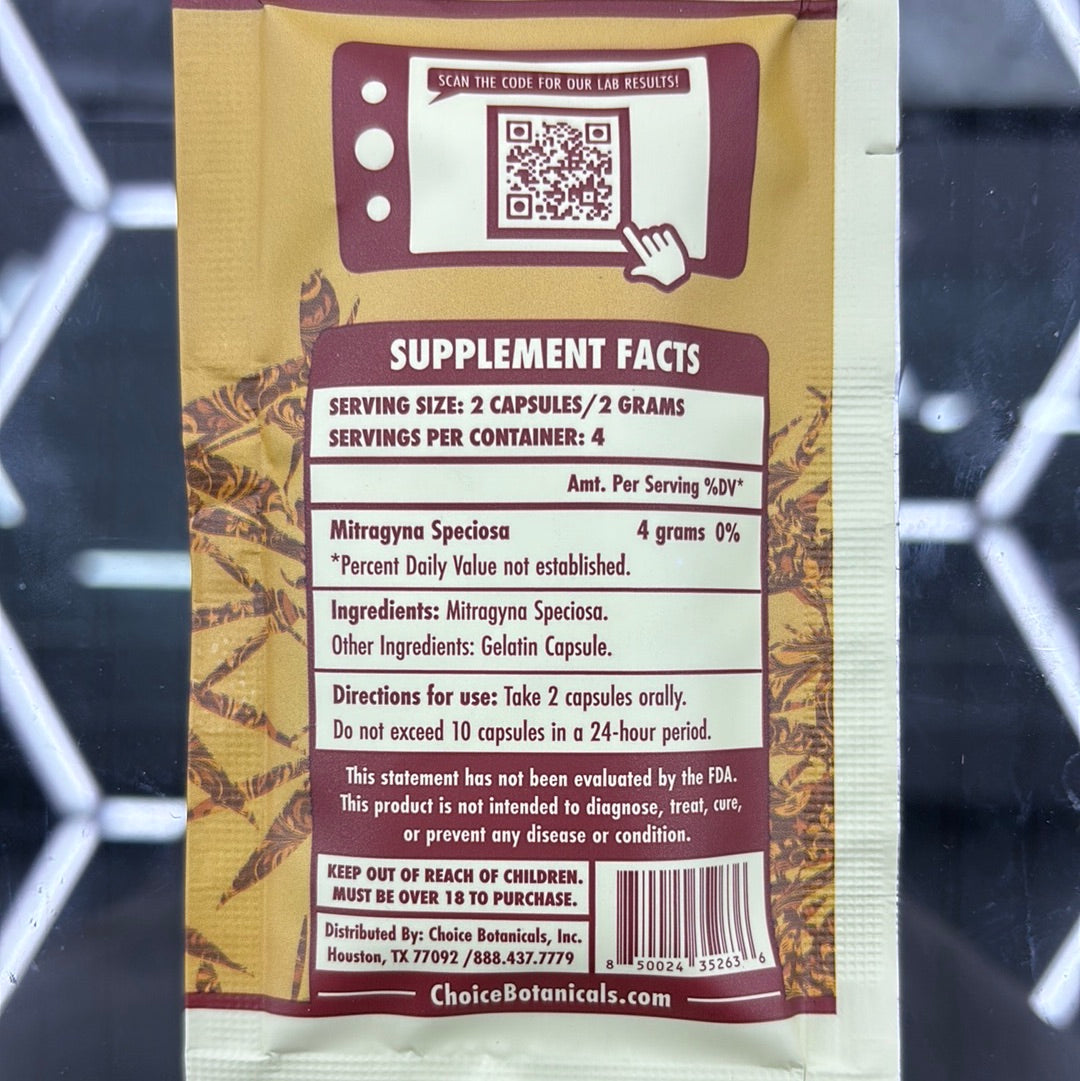 SCAN THE CODE FOR OUR LAB RESULTS!
SUPPLEMENT FACTS
SERVING SIZE: 2 CAPSULES/2 GRAMS
SERVINGS PER CONTAINER: 4
Amt. Per Serving %DV*
Mitragyna Speciosa 4 grams 0%
*Percent Daily Value not established.
Ingredients: Mitragyna Speciosa.
Other Ingredients: Gelatin Capsule.
Directions for use: Take 2 capsules orally.
Do not exceed 10 capsules in a 24-hour period.
This statement has not been evaluated by the FDA.
This product is not intended to diagnose, treat, cure,
or prevent any disease or condition.
KEEP OUT OF REACH OF CHILDREN.
MUST BE OVER 18 TO PURCHASE.
Distributed By: Choice Botanicals, Inc.
Houston, TX 77092 /888.437.7779
8 50024 35263 6
ChoiceBotanicals.com